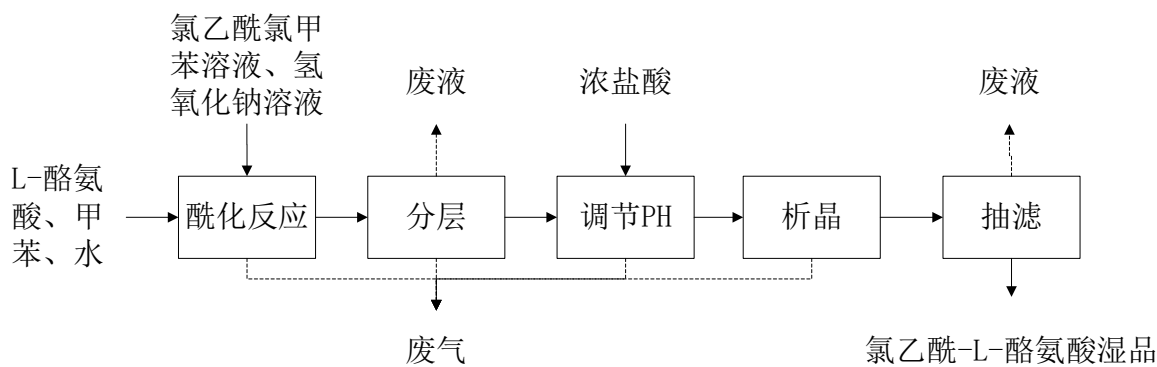 氯乙酰氯甲
苯溶液、氢
氧化钠溶液
废液
浓盐酸
废液
L-酪氨
酸、甲
苯、水
酰化反应
分层
调节PH
析晶
抽滤
废气
氯乙酰-L-酪氨酸湿品